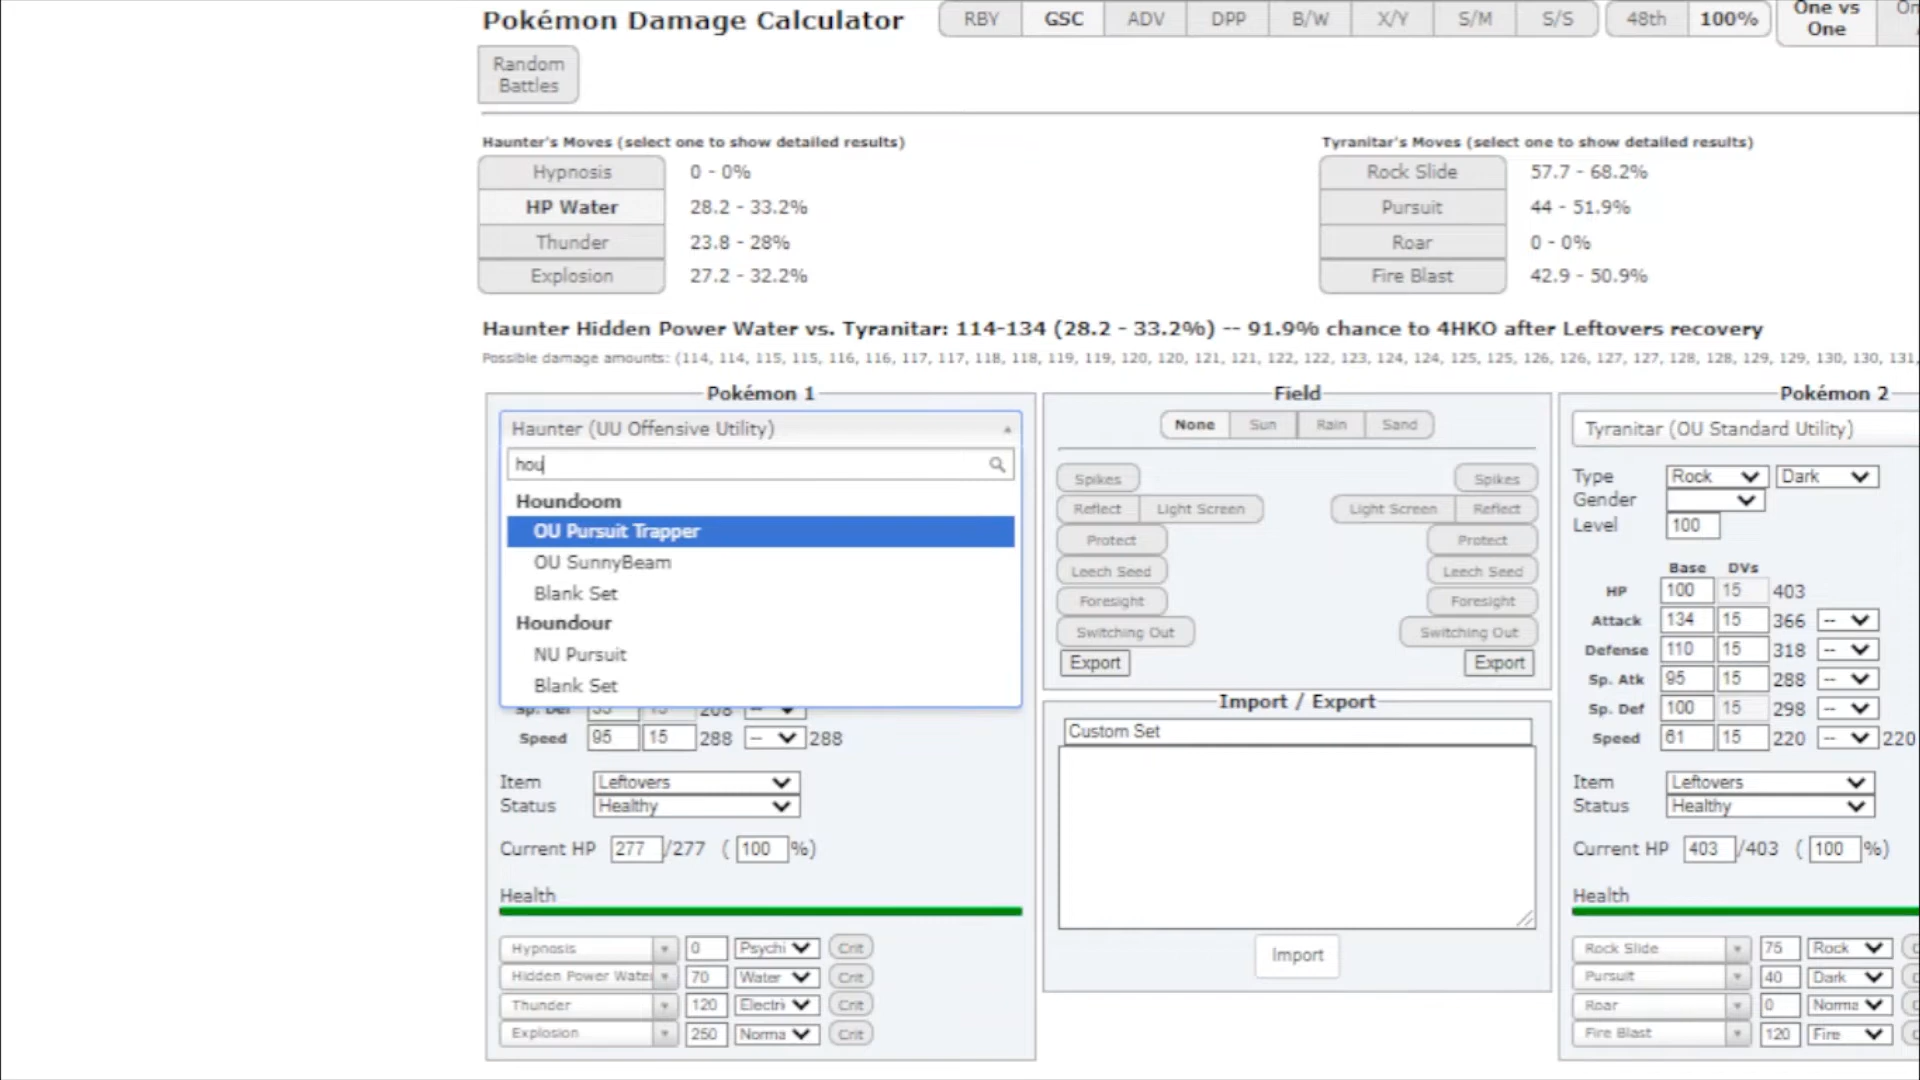 Pokémon Damage Calculator
RBY GSC ADV DPP B/W X/Y S/M S/S 48th 100% One vs One
Random Battles
Haunter's Moves (select one to show detailed results)
Hypnosis 0 - 0%
HP Water 28.2 - 33.2%
Thunder 23.8 - 28%
Explosion 27.2 - 32.2%
Tyranitar's Moves (select one to show detailed results)
Rock Slide 57.7 - 68.2%
Pursuit 44 - 51.9%
Roar 0 - 0%
Fire Blast 42.9 - 50.9%
Haunter Hidden Power Water vs. Tyranitar: 114-134 (28.2 - 33.2%) -- 91.9% chance to 4HKO after Leftovers recovery
Possible damage amounts: (114, 114, 115, 115, 116, 116, 117, 117, 118, 118, 119, 119, 120, 120, 121, 121, 122, 122, 123, 124, 124, 125, 125, 126, 126, 127, 127, 128, 128, 129, 129, 130, 130, 131,
Pokémon 1
Haunter (UU Offensive Utility)
hou
Houndoom
OU Pursuit Trapper
OU SunnyBeam
Blank Set
Houndour
NU Pursuit
Blank Set
Speed 95 15 288 -- 288
Item Leftovers
Status Healthy
Current HP 277 /277 ( 100 %)
Health
Hypnosis 0 Psychi Crit
Hidden Power Wate 70 Water Crit
Thunder 120 Electri Crit
Explosion 250 Norma Crit
Field
None Sun Rain Sand
Spikes Spikes
Reflect Light Screen Light Screen Reflect
Protect Protect
Leech Seed Leech Seed
Foresight Foresight
Switching Out Switching Out
Export Export
Import / Export
Custom Set
Import
Pokémon 2
Tyranitar (OU Standard Utility)
Type Rock Dark
Gender
Level 100
Base DVs
HP 100 15 403
Attack 134 15 366 --
Defense 110 15 318 --
Sp. Atk 95 15 288 --
Sp. Def 100 15 298 --
Speed 61 15 220 -- 220
Item Leftovers
Status Healthy
Current HP 403 /403 ( 100 %)
Health
Rock Slide 75 Rock
Pursuit 40 Dark
Roar 0 Norma
Fire Blast 120 Fire